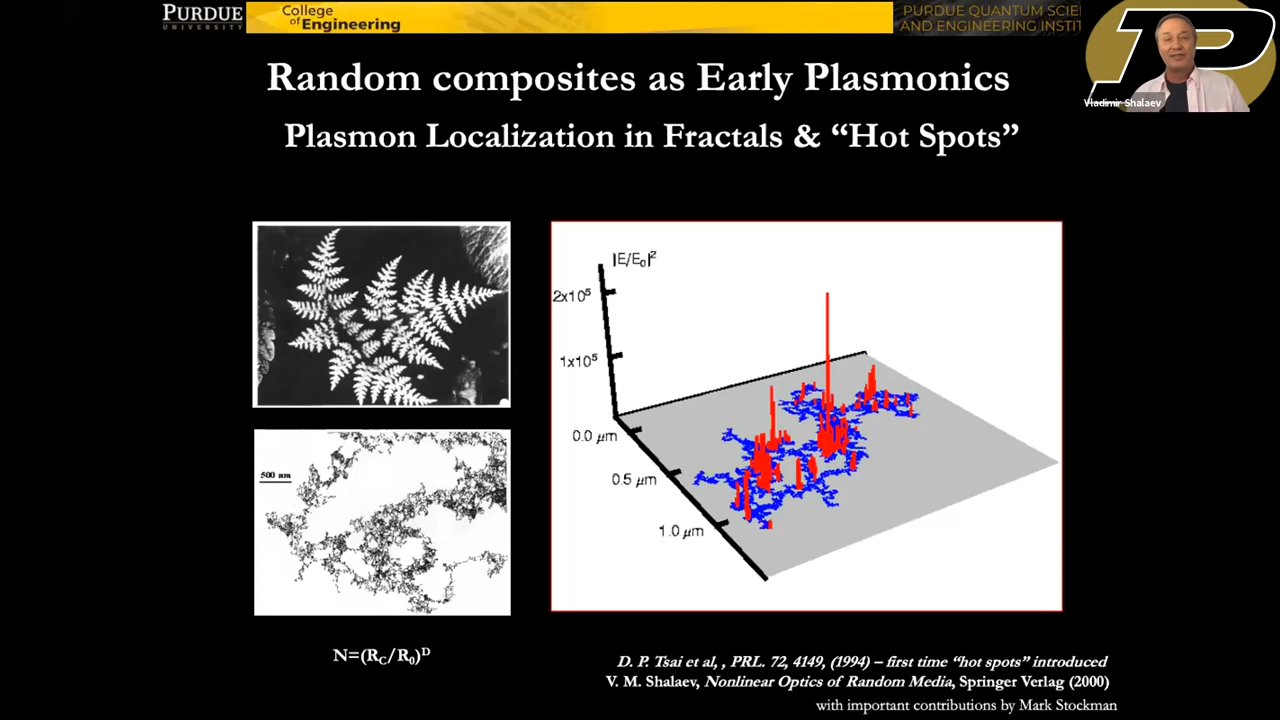 PURDUE
UNIVERSITY
College
of Engineering
PURDUE QUANTUM SCIE
AND ENGINEERING INSTIT
Vladimir Shalaev
Random composites as Early Plasmonics
Plasmon Localization in Fractals & “Hot Spots”
500 nm
|E/E₀|²
2x10⁵
1x10⁵
0.0 µm
0.5 µm
1.0 µm
N=(R_C/R₀)ᴰ
D. P. Tsai et al, , PRL. 72, 4149, (1994) – first time “hot spots” introduced
V. M. Shalaev, Nonlinear Optics of Random Media, Springer Verlag (2000)
with important contributions by Mark Stockman